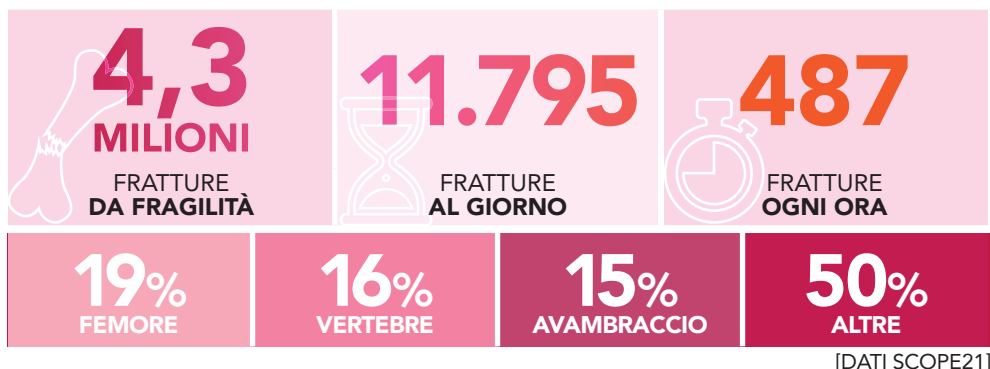 4,3
MILIONI
FRATTURE
DA FRAGILITÀ
11.795
FRATTURE
AL GIORNO
487
FRATTURE
OGNI ORA
19%
FEMORE
16%
VERTEBRE
15%
AVAMBRACCIO
50%
ALTRE
[DATI SCOPE21]